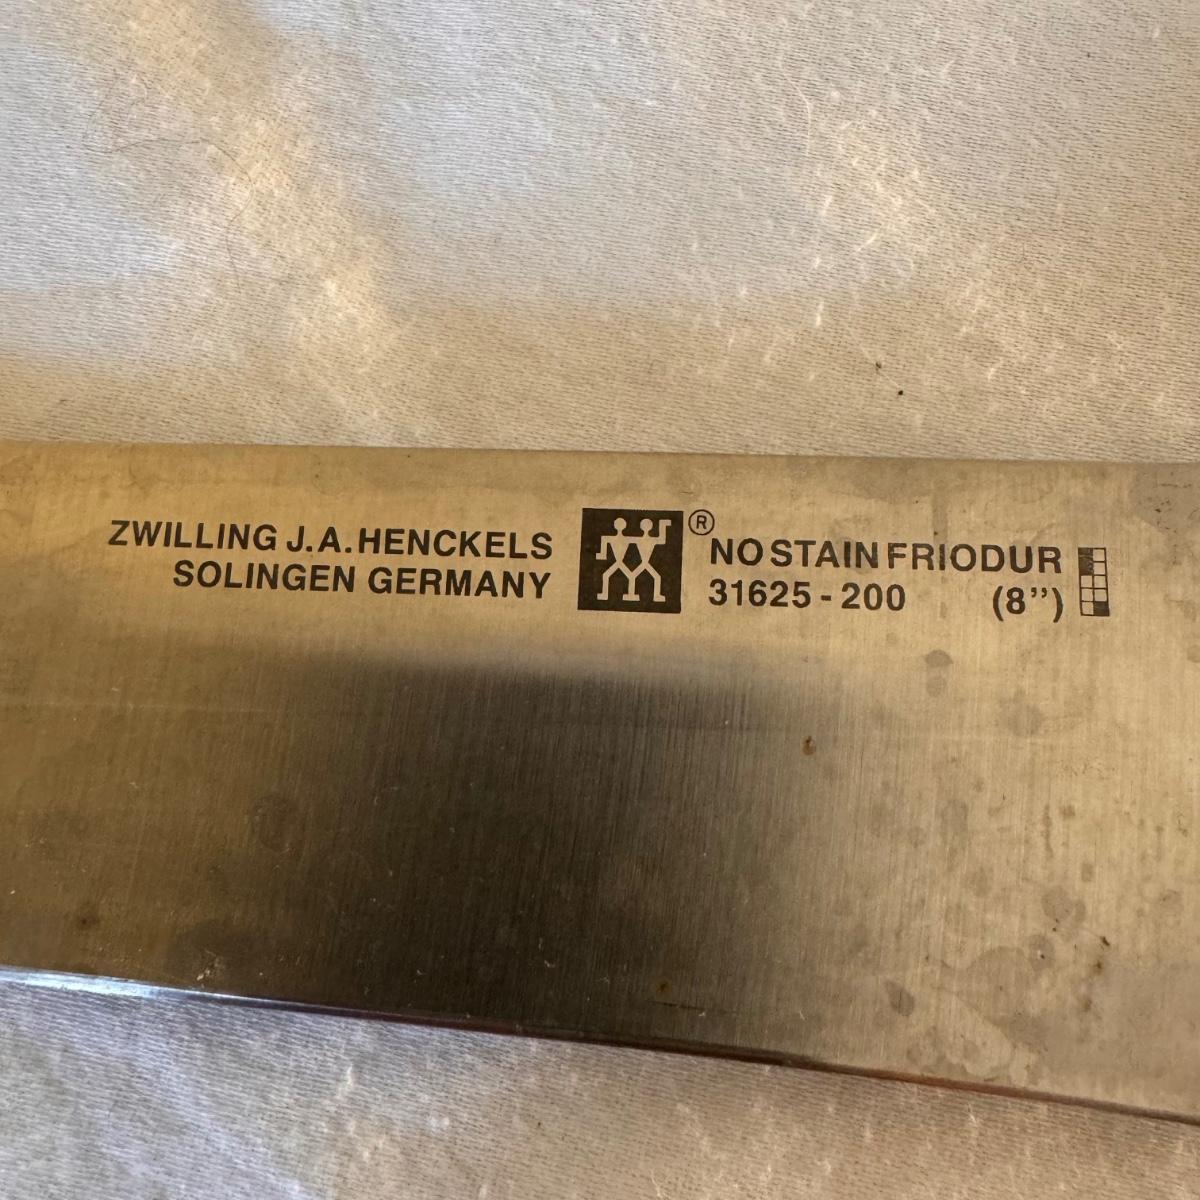 ZWILLING J.A. HENCKELS
SOLINGEN GERMANY
®
NO STAIN FRIODUR
31625 - 200 (8”)